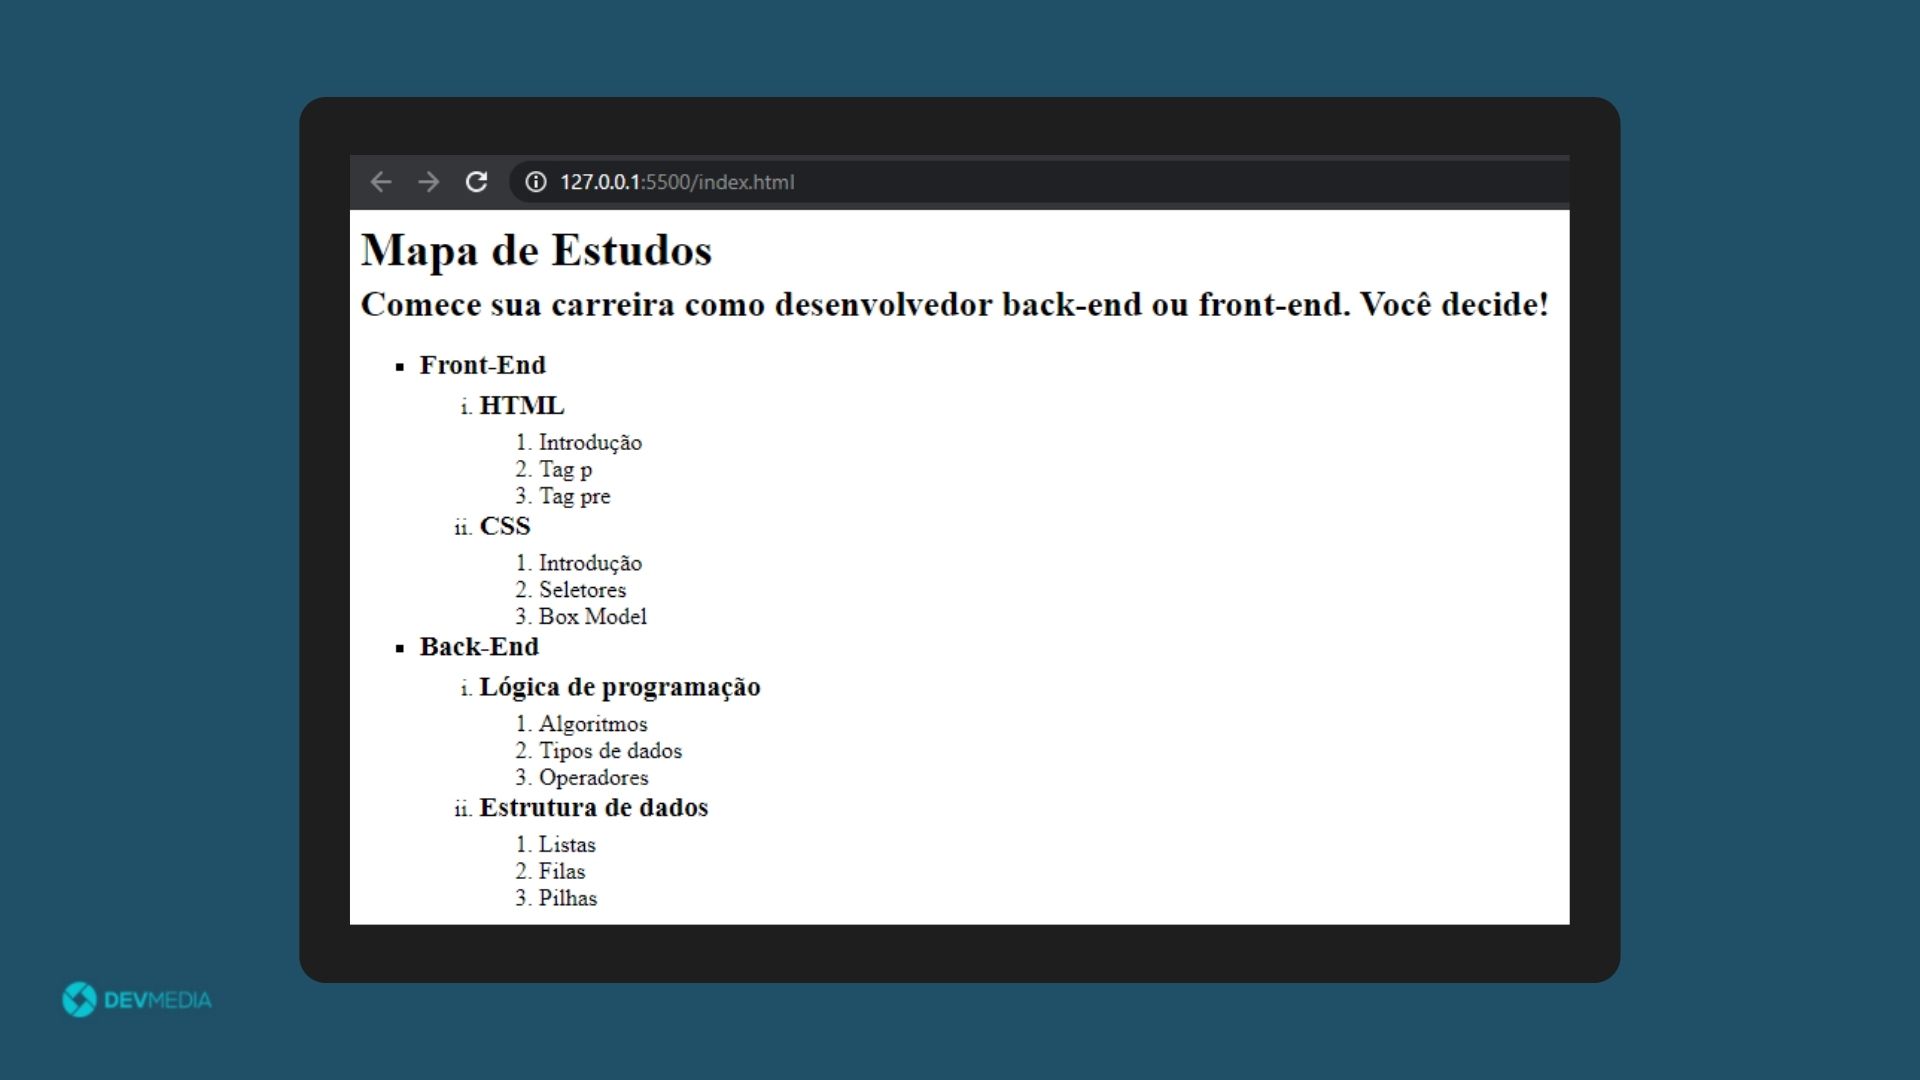 127.0.0.1:5500/index.html
Mapa de Estudos
Comece sua carreira como desenvolvedor back-end ou front-end. Você decide!
▪ Front-End
i. HTML
1. Introdução
2. Tag p
3. Tag pre
ii. CSS
1. Introdução
2. Seletores
3. Box Model
▪ Back-End
i. Lógica de programação
1. Algoritmos
2. Tipos de dados
3. Operadores
ii. Estrutura de dados
1. Listas
2. Filas
3. Pilhas
DEVMEDIA